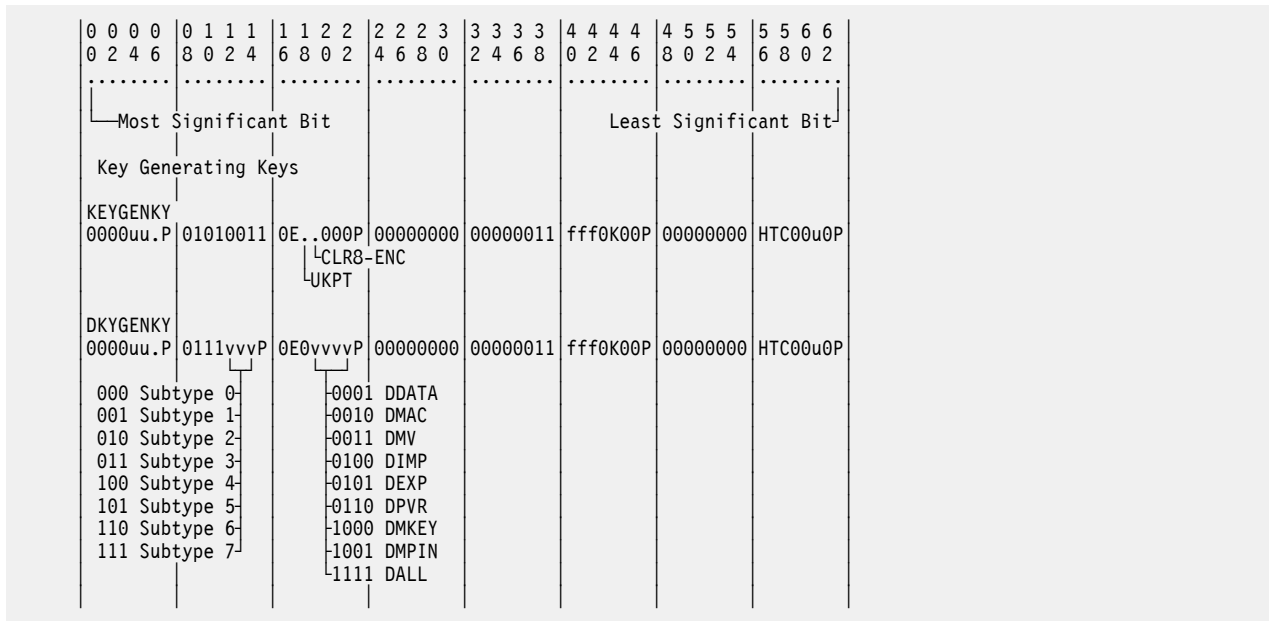 |0 0 0 0 |0 1 1 1 |1 1 2 2 |2 2 2 3 |3 3 3 3 |4 4 4 4 |4 5 5 5 |5 5 6 6 |
|0 2 4 6 |8 0 2 4 |6 8 0 2 |4 6 8 0 |2 4 6 8 |0 2 4 6 |8 0 2 4 |6 8 0 2 |
........|........|........|........|........|........|........|........
Most Significant Bit Least Significant Bit
Key Generating Keys
KEYGENKY
0000uu.P|01010011|0E..000P|00000000|00000011|fff0K00P|00000000|HTC00u0P
CLR8-ENC
UKPT
DKYGENKY
0000uu.P|0111vvvP|0E0vvvvP|00000000|00000011|fff0K00P|00000000|HTC00u0P
000 Subtype 0 0001 DDATA
001 Subtype 1 0010 DMAC
010 Subtype 2 0011 DMV
011 Subtype 3 0100 DIMP
100 Subtype 4 0101 DEXP
101 Subtype 5 0110 DPVR
110 Subtype 6 1000 DMKEY
111 Subtype 7 1001 DMPIN
1111 DALL